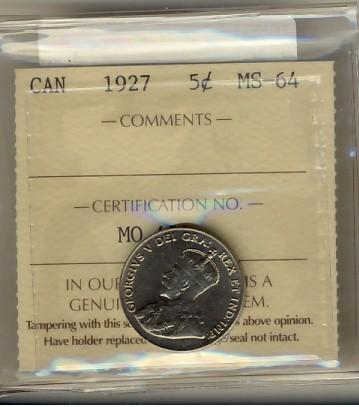 CAN 1927 5¢ MS-64
— COMMENTS —
— CERTIFICATION NO. —
MO
GEORGIVS V DEI GRA: REX ET IND:IMP:
IN OUR IS A
GENUI EM.
Tampering with this se above opinion.
Have holder replaced /seal not intact.